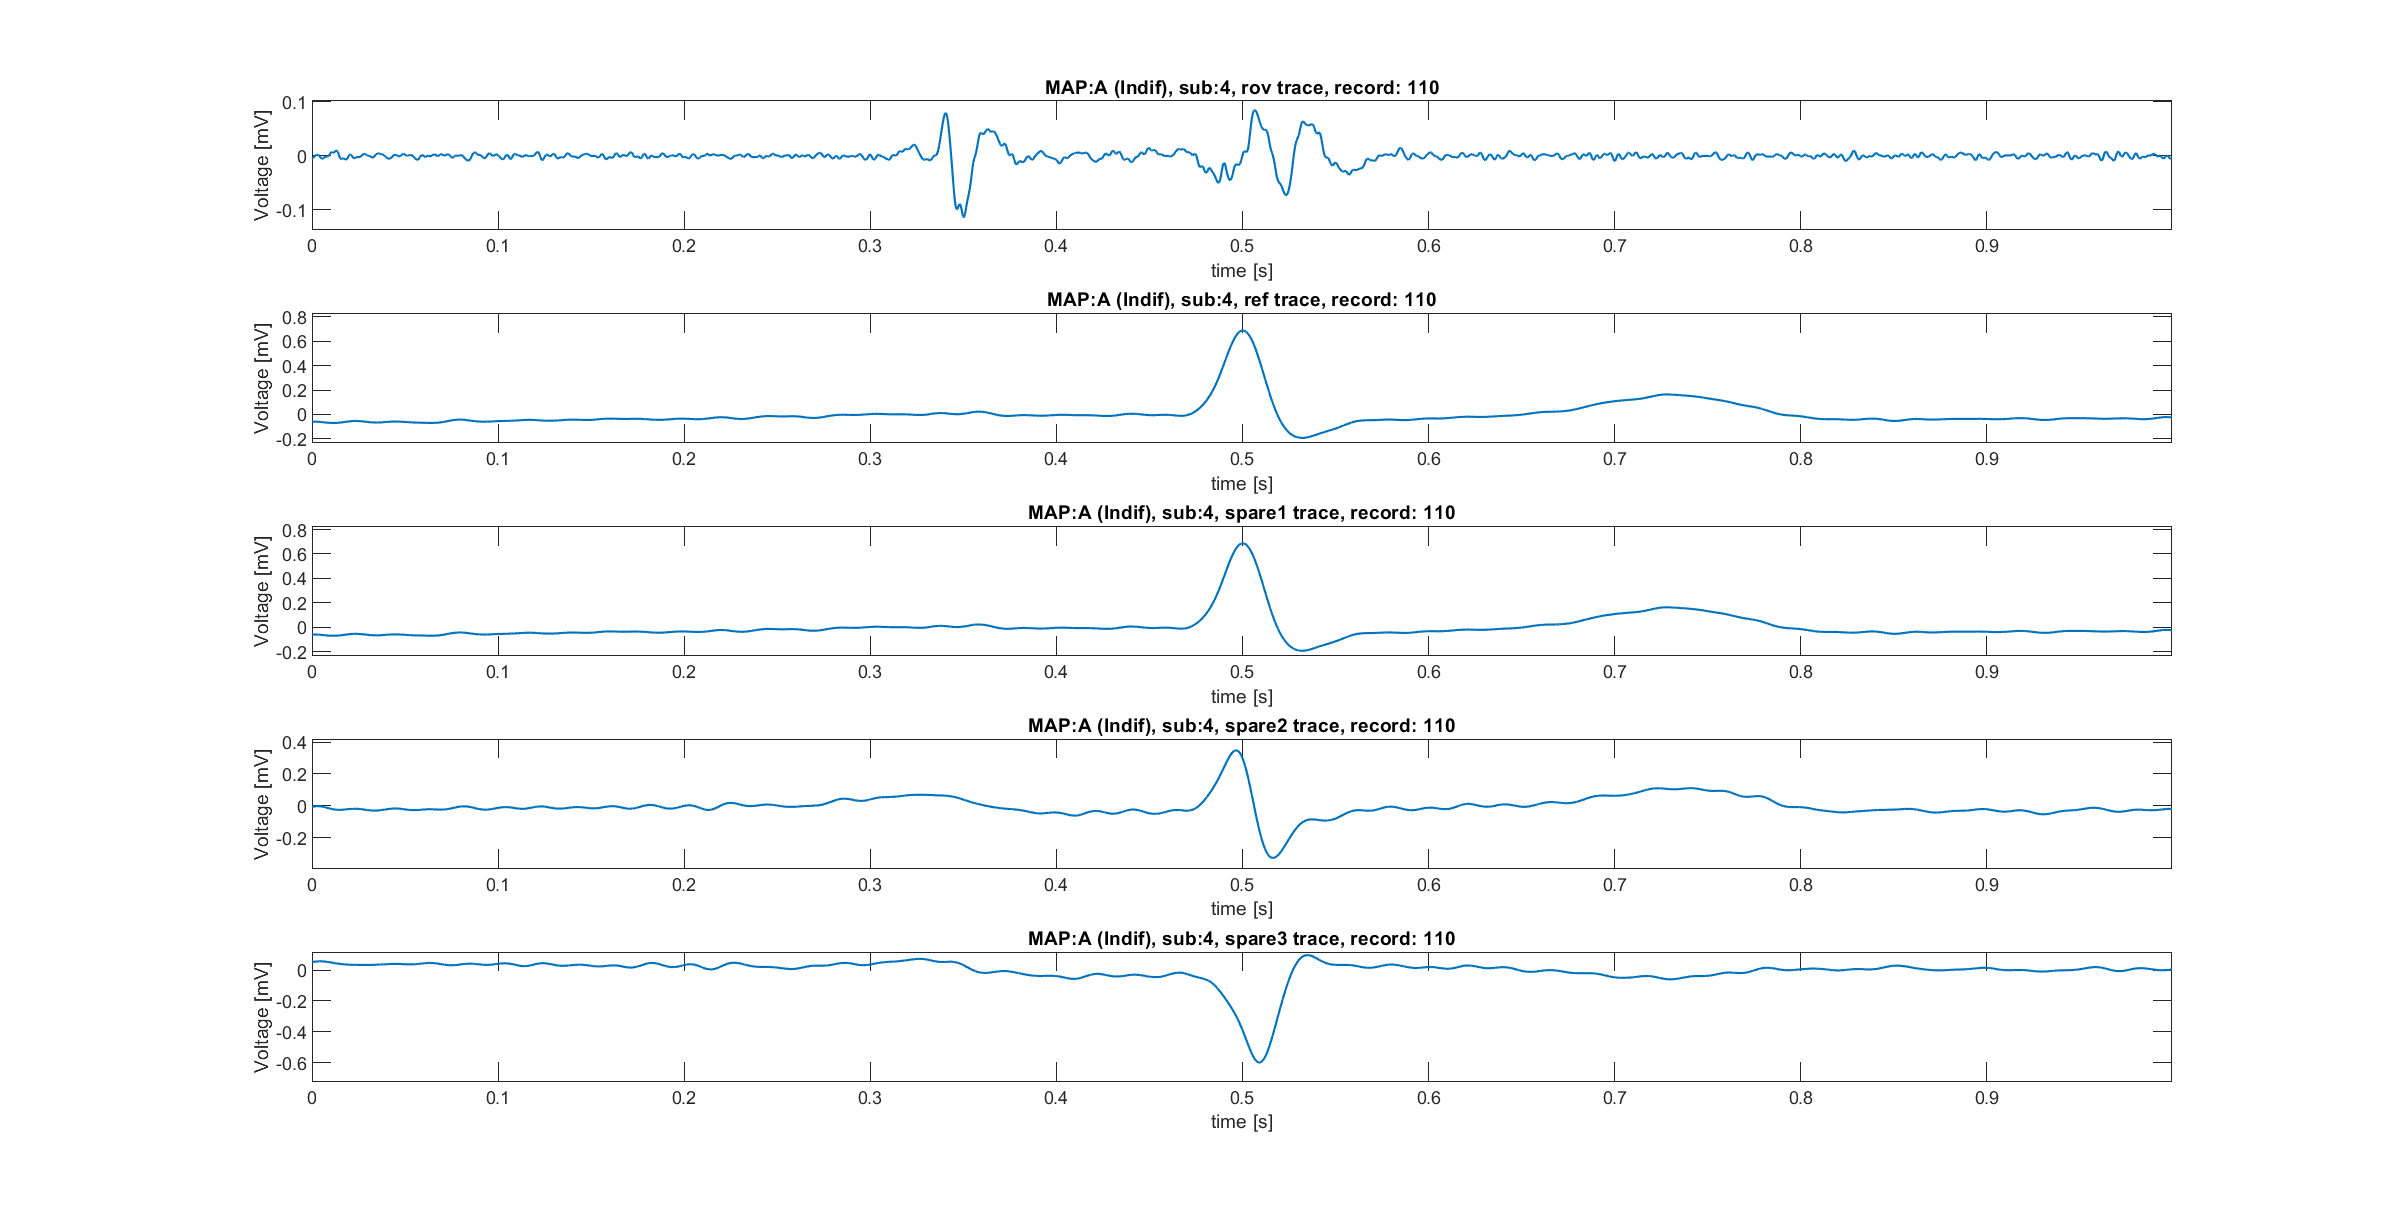 MAP:A (Indif), sub:4, rov trace, record: 110
Voltage [mV]
0.1
0
-0.1
0 0.1 0.2 0.3 0.4 0.5 0.6 0.7 0.8 0.9
time [s]
MAP:A (Indif), sub:4, ref trace, record: 110
Voltage [mV]
0.8
0.6
0.4
0.2
0
-0.2
0 0.1 0.2 0.3 0.4 0.5 0.6 0.7 0.8 0.9
time [s]
MAP:A (Indif), sub:4, spare1 trace, record: 110
Voltage [mV]
0.8
0.6
0.4
0.2
0
-0.2
0 0.1 0.2 0.3 0.4 0.5 0.6 0.7 0.8 0.9
time [s]
MAP:A (Indif), sub:4, spare2 trace, record: 110
Voltage [mV]
0.4
0.2
0
-0.2
0 0.1 0.2 0.3 0.4 0.5 0.6 0.7 0.8 0.9
time [s]
MAP:A (Indif), sub:4, spare3 trace, record: 110
Voltage [mV]
0
-0.2
-0.4
-0.6
0 0.1 0.2 0.3 0.4 0.5 0.6 0.7 0.8 0.9
time [s]